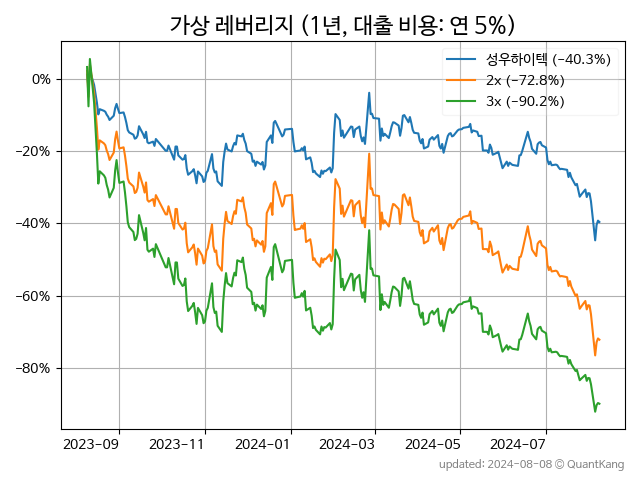 가상 레버리지 (1년, 대출 비용: 연 5%)
성우하이텍 (-40.3%)
2x (-72.8%)
3x (-90.2%)
0%
-20%
-40%
-60%
-80%
2023-09 2023-11 2024-01 2024-03 2024-05 2024-07
updated: 2024-08-08 © QuantKang